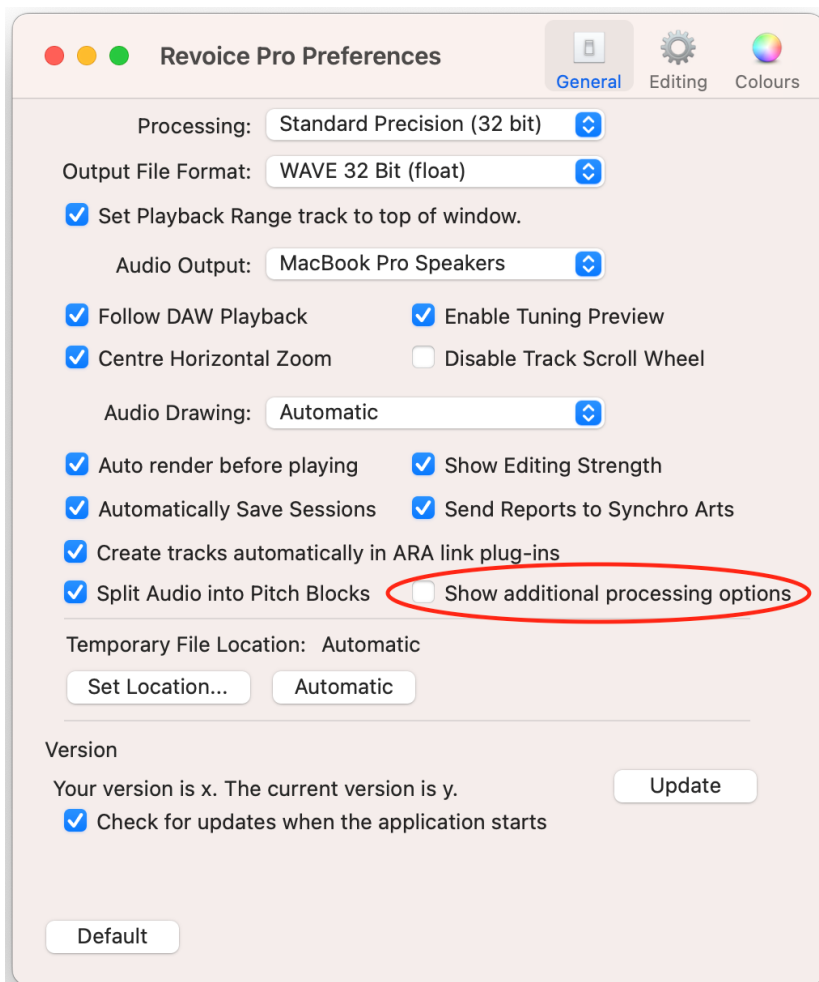 Revoice Pro Preferences
General
Editing
Colours
Processing: Standard Precision (32 bit)
Output File Format: WAVE 32 Bit (float)
Set Playback Range track to top of window.
Audio Output: MacBook Pro Speakers
Follow DAW Playback
Enable Tuning Preview
Centre Horizontal Zoom
Disable Track Scroll Wheel
Audio Drawing: Automatic
Auto render before playing
Show Editing Strength
Automatically Save Sessions
Send Reports to Synchro Arts
Create tracks automatically in ARA link plug-ins
Split Audio into Pitch Blocks
Show additional processing options
Temporary File Location: Automatic
Set Location...
Automatic
Version
Your version is x. The current version is y.
Update
Check for updates when the application starts
Default